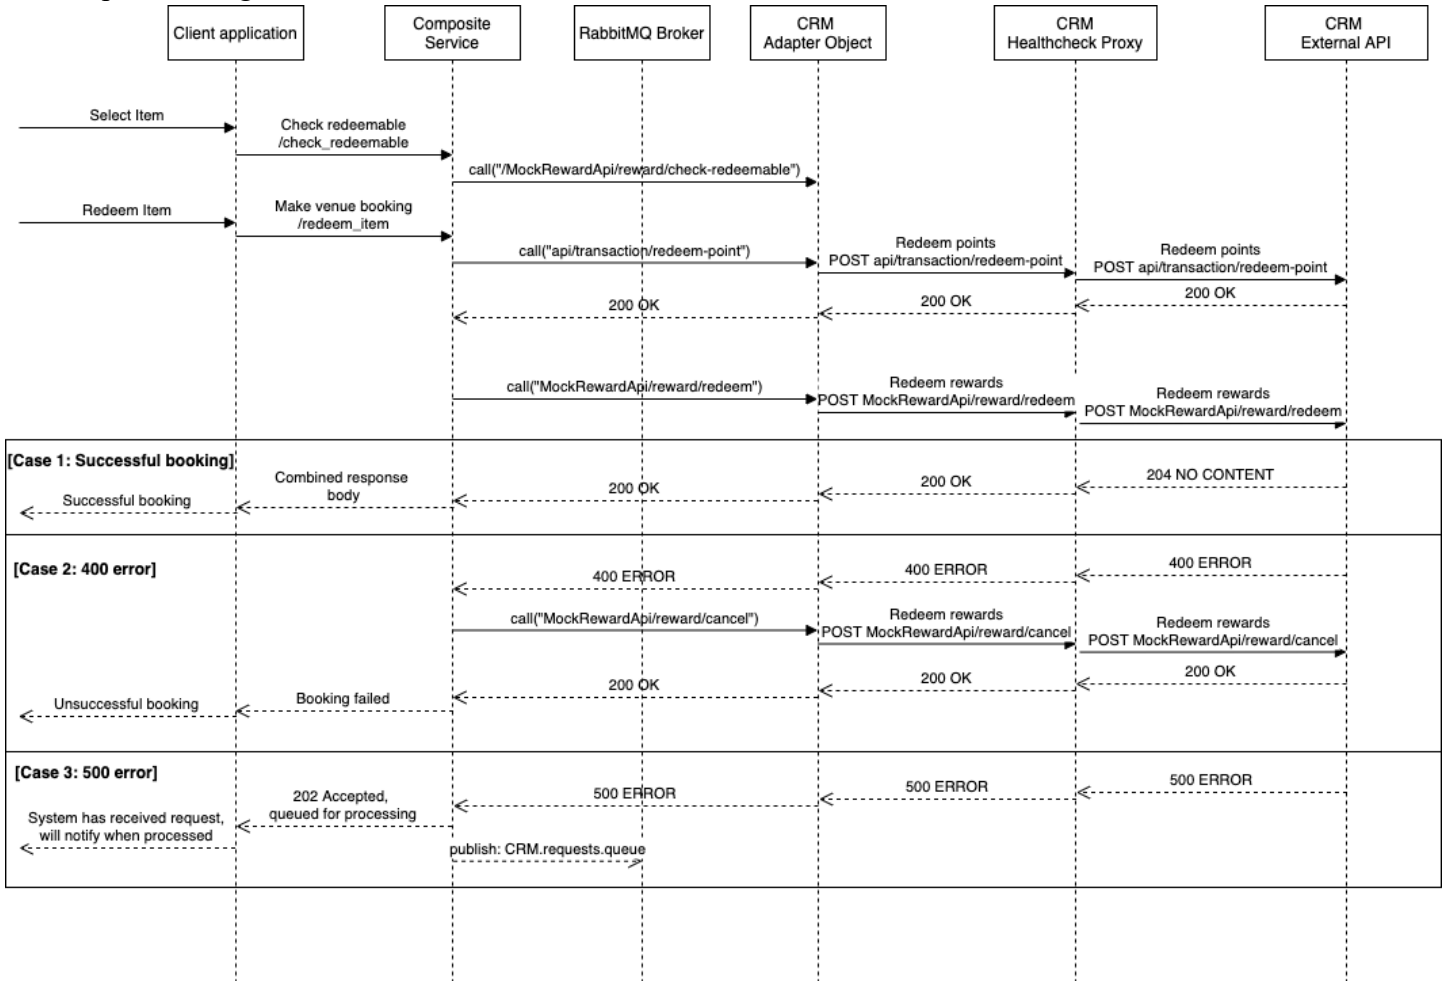 Client application
Composite
Service
RabbitMQ Broker
CRM
Adapter Object
CRM
Healthcheck Proxy
CRM
External API
Select Item
Check redeemable
/check_redeemable
call("/MockRewardApi/reward/check-redeemable")
Redeem Item
Make venue booking
/redeem_item
call("api/transaction/redeem-point")
Redeem points
POST api/transaction/redeem-point
Redeem points
POST api/transaction/redeem-point
200 OK
200 OK
200 OK
call("MockRewardApi/reward/redeem")
Redeem rewards
POST MockRewardApi/reward/redeem
Redeem rewards
POST MockRewardApi/reward/redeem
[Case 1: Successful booking]
Successful booking
Combined response
body
200 OK
200 OK
204 NO CONTENT
[Case 2: 400 error]
400 ERROR
400 ERROR
400 ERROR
call("MockRewardApi/reward/cancel")
Redeem rewards
POST MockRewardApi/reward/cancel
Redeem rewards
POST MockRewardApi/reward/cancel
Unsuccessful booking
Booking failed
200 OK
200 OK
200 OK
[Case 3: 500 error]
500 ERROR
500 ERROR
500 ERROR
202 Accepted,
queued for processing
System has received request,
will notify when processed
publish: CRM.requests.queue